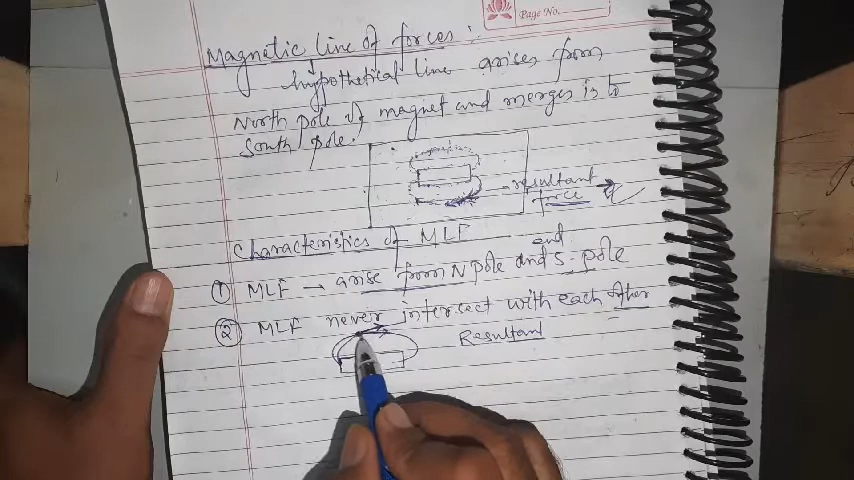 Page No.
Magnetic line of forces :
hypothetical line arises from
North pole of magnet and merges in to
South pole.
resultant
force
Characteristics of MLF
end
① MLF → arise from N pole and S-pole
② MLF never intersect with each other
Resultant